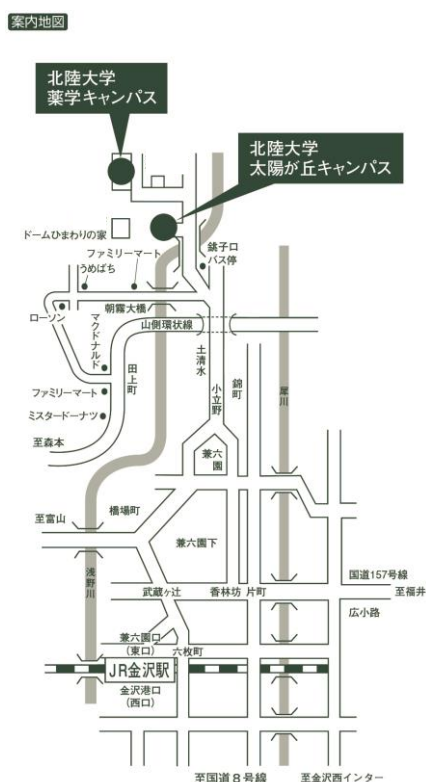 案内地図
北陸大学
薬学キャンパス
北陸大学
太陽が丘キャンパス
ドームひまわりの家
銚子口
バス停
ファミリーマート
うめばち
朝霧大橋
ローソン
マクドナルド
山側環状線
田上町
土清水
小立野
錦町
犀川
ファミリーマート
ミスタードーナツ
至森本
兼六園
橋場町
至富山
兼六園下
浅野川
国道157号線
武蔵ヶ辻
香林坊
片町
至福井
広小路
兼六園口
(東口)
六枚町
JR金沢駅
金沢港口
(西口)
至国道8号線
至金沢西インター